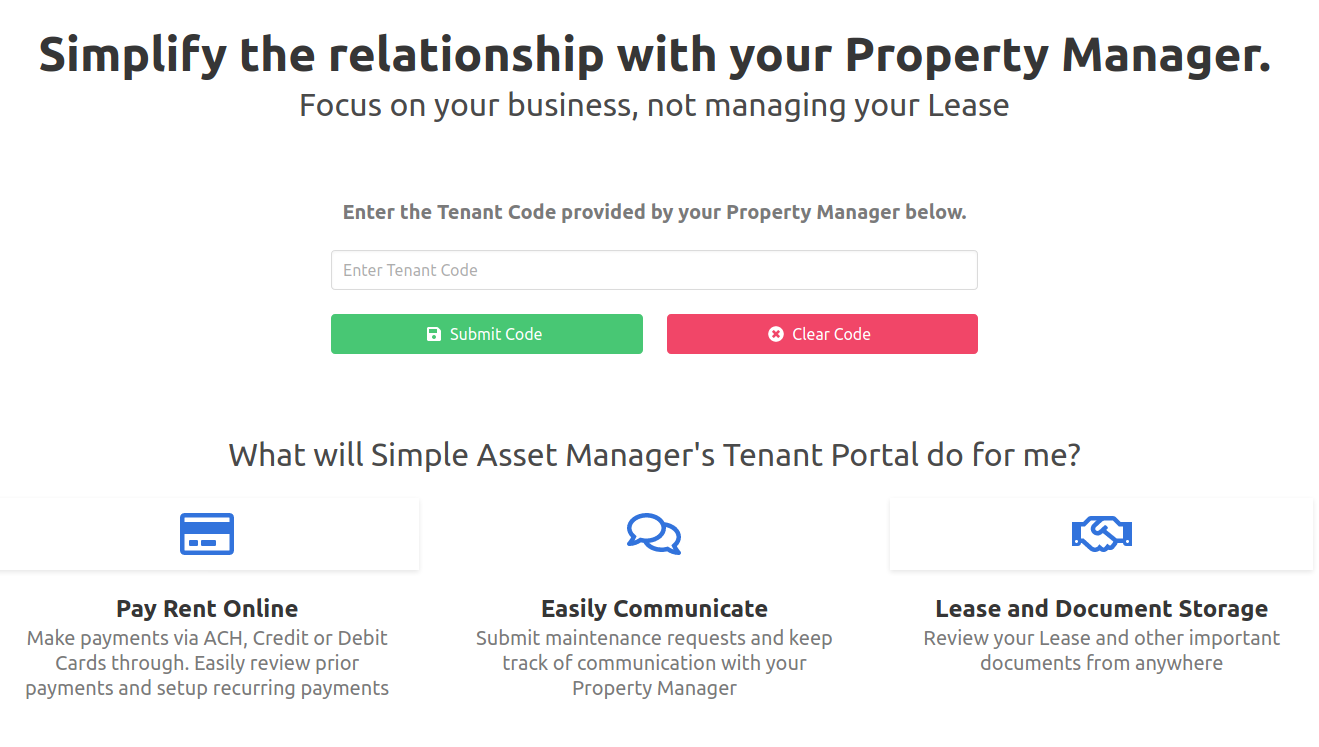 Simplify the relationship with your Property Manager.
Focus on your business, not managing your Lease
Enter the Tenant Code provided by your Property Manager below.
Enter Tenant Code
Submit Code
Clear Code
What will Simple Asset Manager's Tenant Portal do for me?
Pay Rent Online
Make payments via ACH, Credit or Debit
Cards through. Easily review prior
payments and setup recurring payments
Easily Communicate
Submit maintenance requests and keep
track of communication with your
Property Manager
Lease and Document Storage
Review your Lease and other important
documents from anywhere